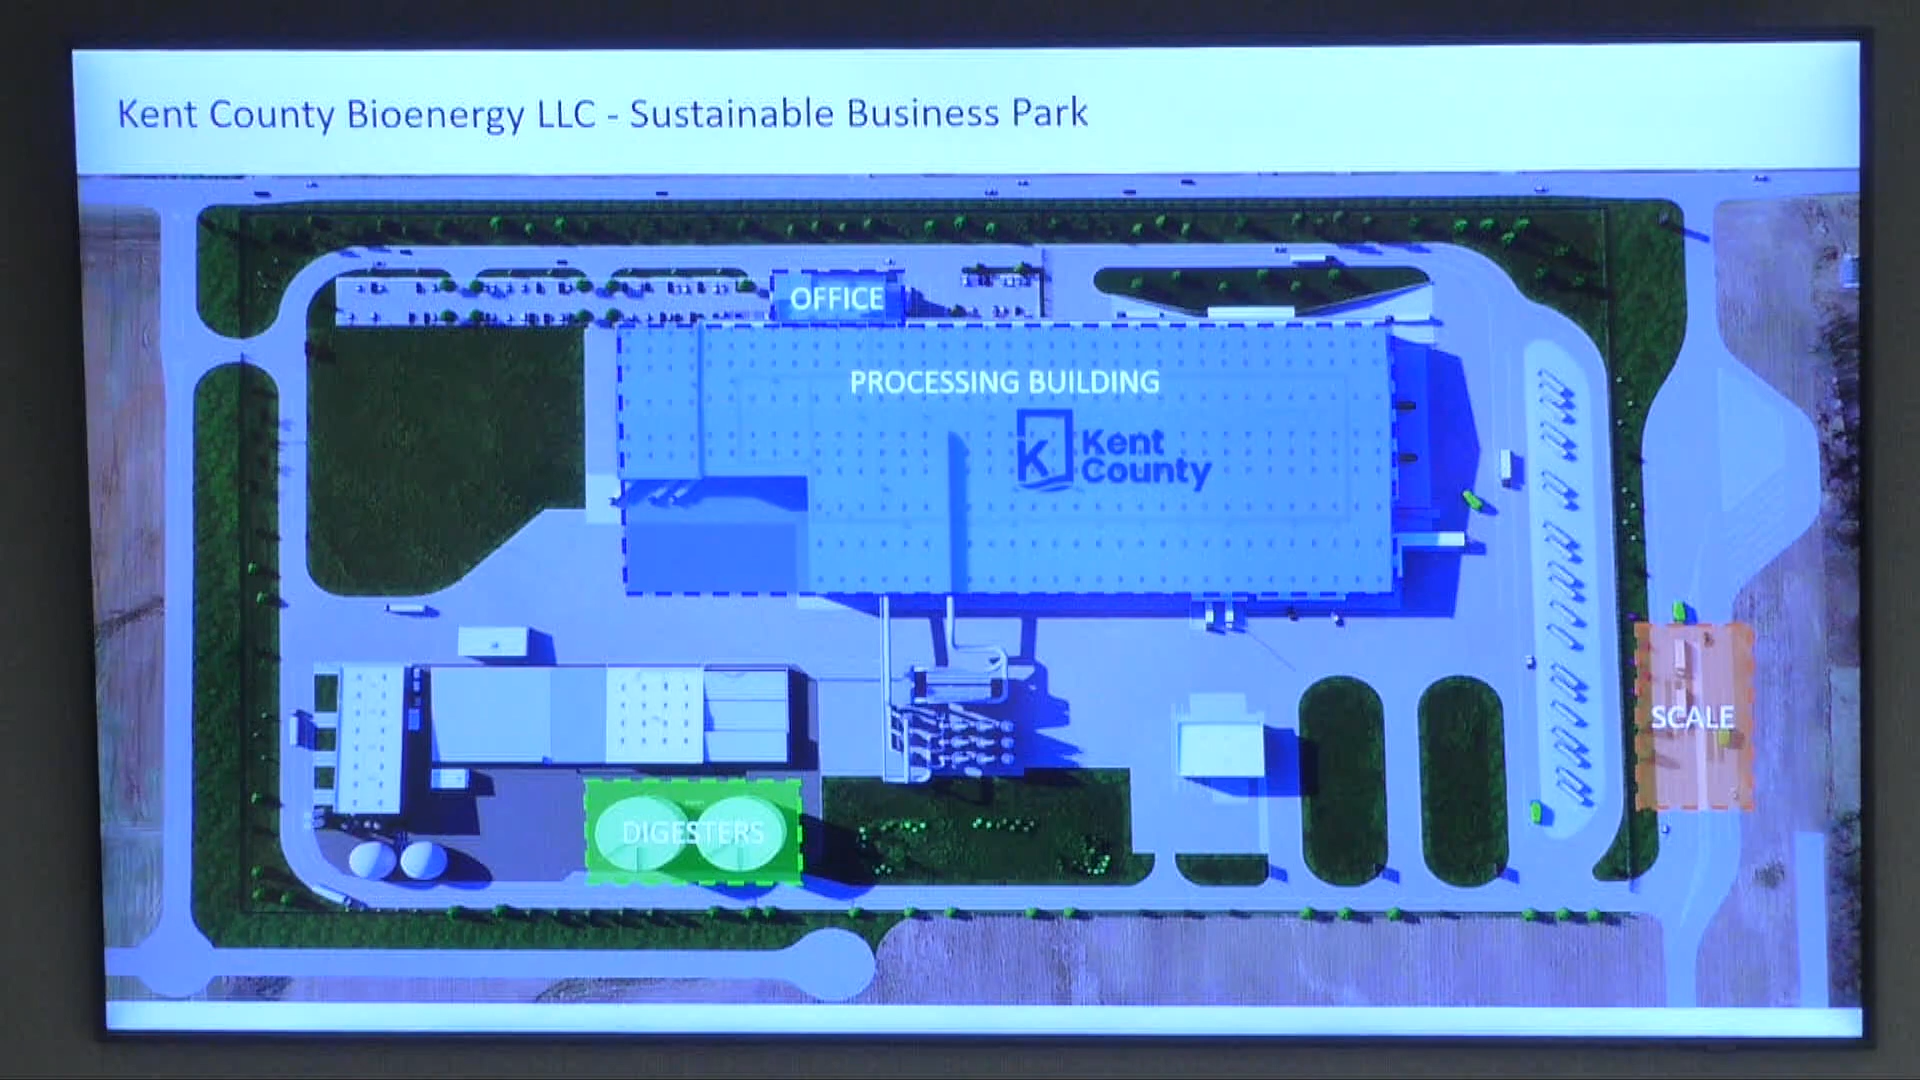 Kent County Bioenergy LLC - Sustainable Business Park
OFFICE
PROCESSING BUILDING
K Kent
County
SCALE
DIGESTERS